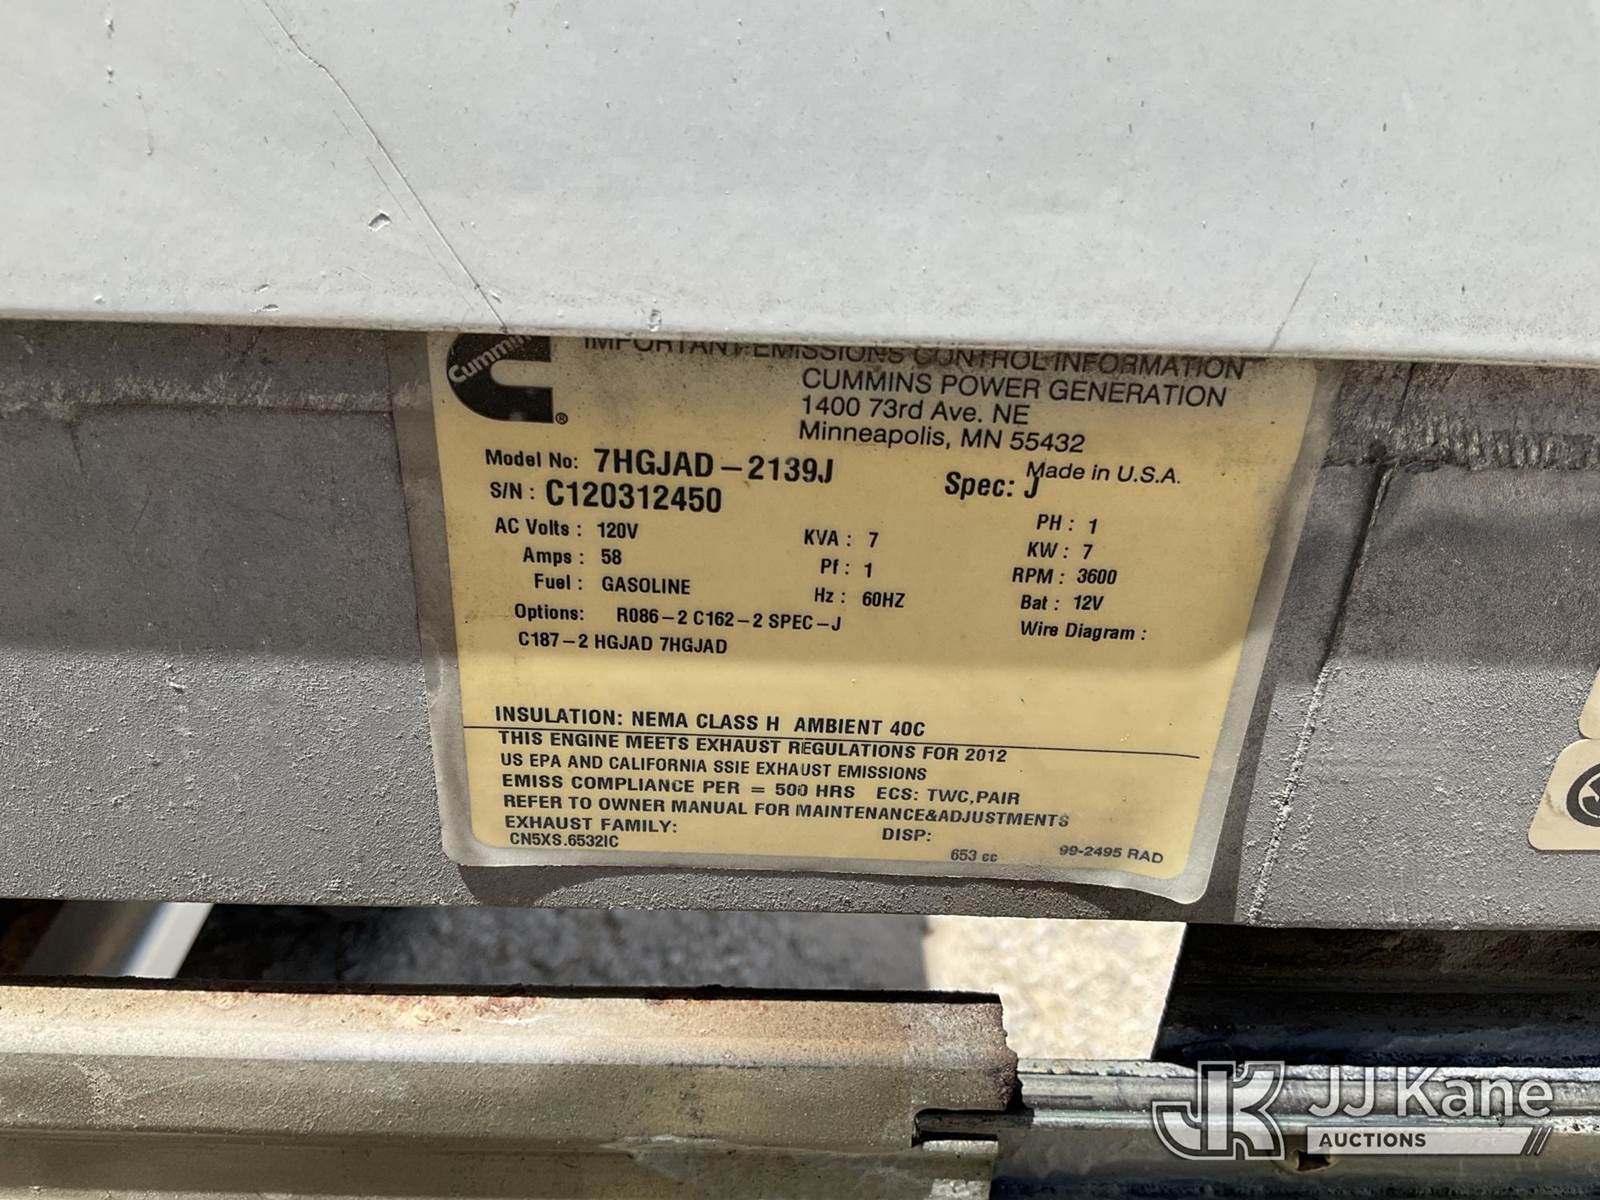 Cummins
®
IMPORTANT EMISSIONS CONTROL INFORMATION
CUMMINS POWER GENERATION
1400 73rd Ave. NE
Minneapolis, MN 55432
Made in U.S.A.
Model No: 7HGJAD-2139J
Spec: J
S/N: C120312450
AC Volts: 120V
KVA: 7
PH: 1
Amps: 58
Pf: 1
KW: 7
Fuel: GASOLINE
Hz: 60HZ
RPM: 3600
Bat: 12V
Options: R086-2 C162-2 SPEC-J
Wire Diagram:
C187-2 HGJAD 7HGJAD
INSULATION: NEMA CLASS H AMBIENT 40C
THIS ENGINE MEETS EXHAUST REGULATIONS FOR 2012
US EPA AND CALIFORNIA SSIE EXHAUST EMISSIONS
EMISS COMPLIANCE PER = 500 HRS ECS: TWC,PAIR
REFER TO OWNER MANUAL FOR MAINTENANCE&ADJUSTMENTS
EXHAUST FAMILY: DISP:
CN5XS.6532IC 653 cc 99-2495 RAD
JK JJ Kane
AUCTIONS